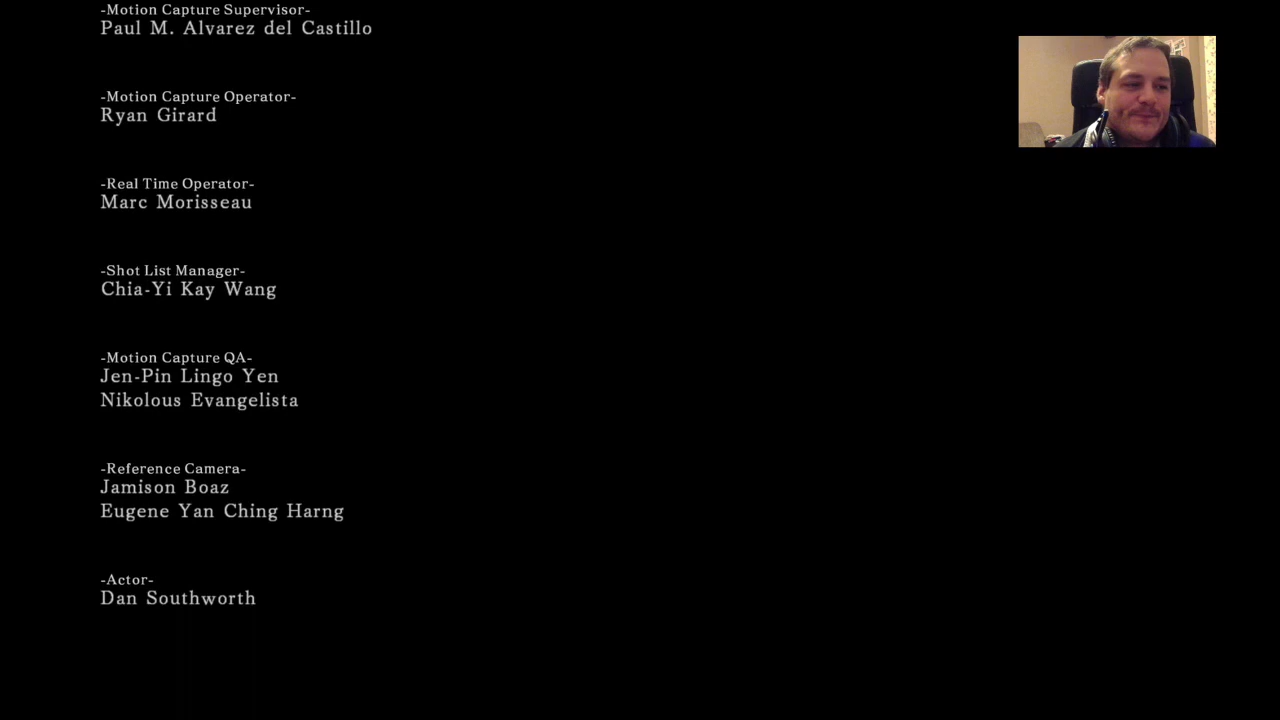 -Motion Capture Supervisor-
Paul M. Alvarez del Castillo
-Motion Capture Operator-
Ryan Girard
-Real Time Operator-
Marc Morisseau
-Shot List Manager-
Chia-Yi Kay Wang
-Motion Capture QA-
Jen-Pin Lingo Yen
Nikolous Evangelista
-Reference Camera-
Jamison Boaz
Eugene Yan Ching Harng
-Actor-
Dan Southworth